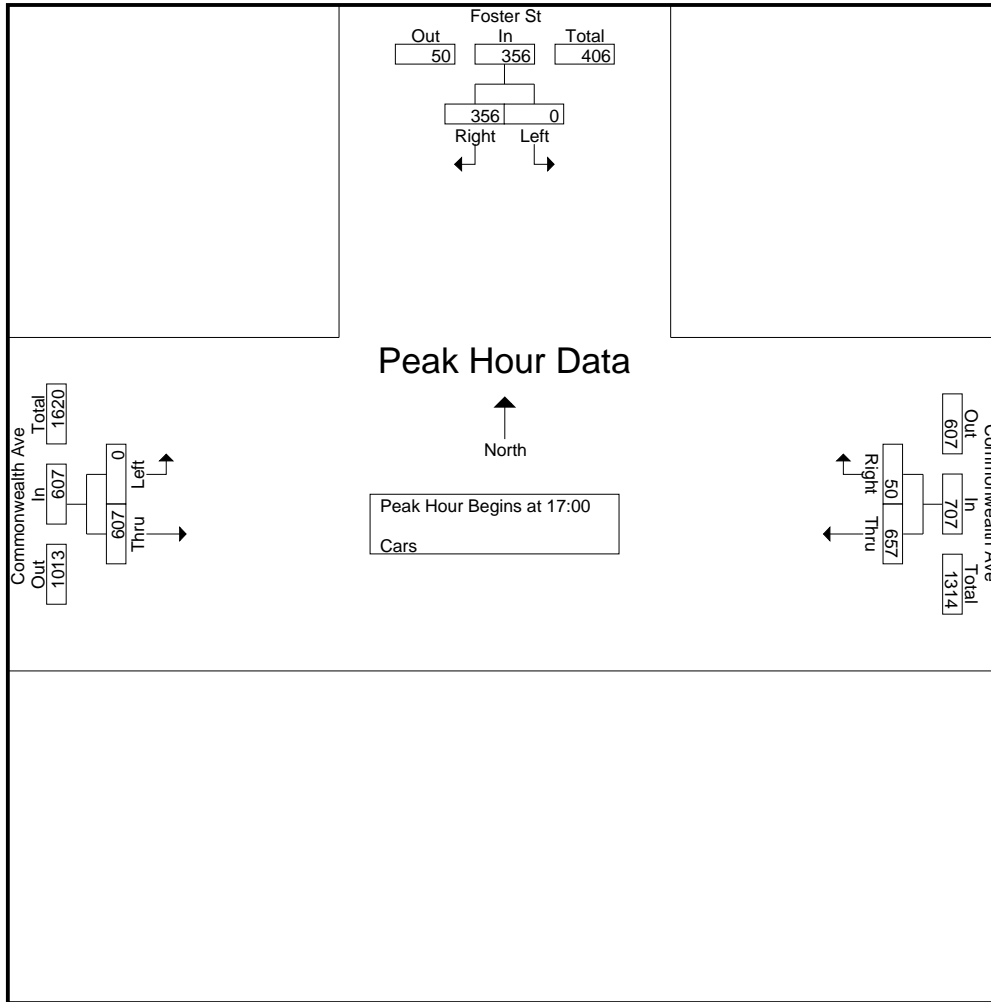 Foster St
Out In Total
50 356 406
356 0
Right Left
Peak Hour Data
North
Peak Hour Begins at 17:00
Cars
Commonwealth Ave
Total In Out
1620 607 1013
0 607
Left Thru
Commonwealth Ave
Out In Total
607 707 1314
50 657
Right Thru